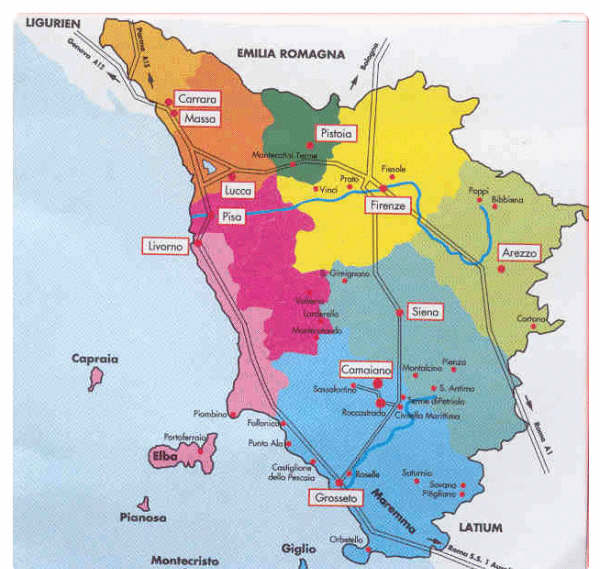 LIGURIEN
Genova A12
Parma A15
EMILIA ROMAGNA
Bologna
Carrara
Massa
Pistoia
Montecatini Terme
Lucca
Vinci
Prato
Fiesole
Firenze
Poppi
Bibbiena
Pisa
Livorno
Arezzo
S. Gimignano
Volterra
Larderello
Monterotondo
Siena
Cortona
Capraia
Camaiano
Montalcino
Pienza
Sassofortino
S. Antimo
Roccastrada
Terme di Petriolo
Civitella Marittima
Piombino
Follonica
Portoferraio
Elba
Punta Ala
Castiglione
della Pescaia
Roselle
Grosseto
Saturnia
Sovana
Pitigliano
Maremma
Roma A1
Pianosa
LATIUM
Orbetello
Giglio
Montecristo
Roma S.S. 1